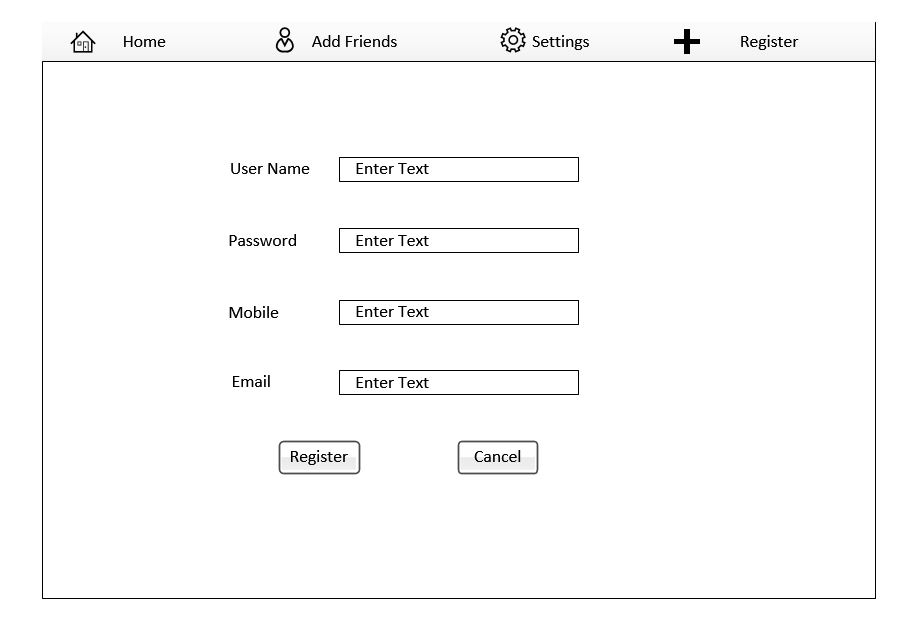 Home Add Friends Settings Register
User Name Enter Text
Password Enter Text
Mobile Enter Text
Email Enter Text
Register Cancel